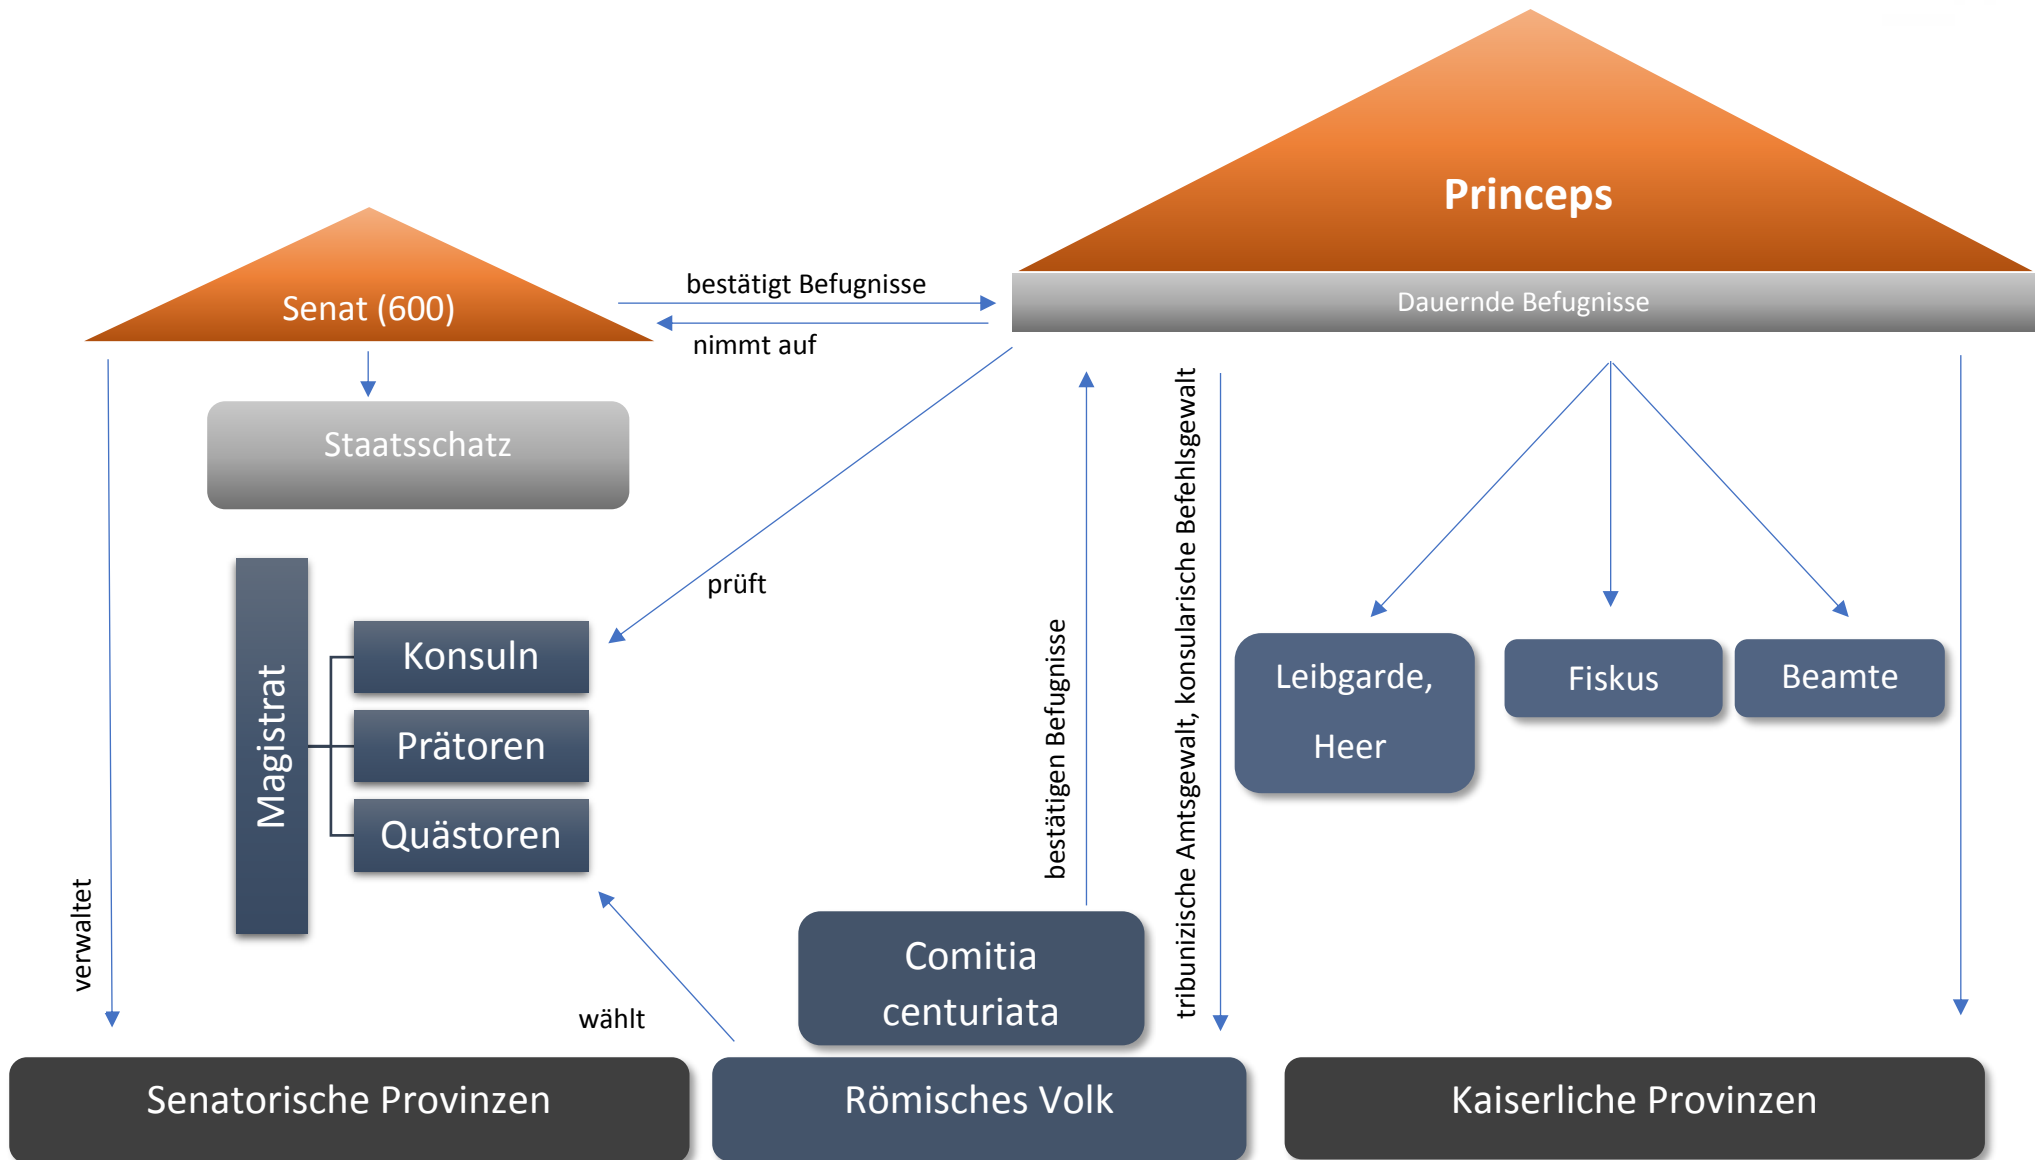 Princeps
Dauernde Befugnisse
Senat (600)
bestätigt Befugnisse
nimmt auf
Staatsschatz
prüft
Magistrat
Konsuln
Prätoren
Quästoren
verwaltet
wählt
bestätigen Befugnisse
tribunizische Amtsgewalt, konsularische Befehlsgewalt
Leibgarde,
Heer
Fiskus
Beamte
Comitia
centuriata
Senatorische Provinzen
Römisches Volk
Kaiserliche Provinzen